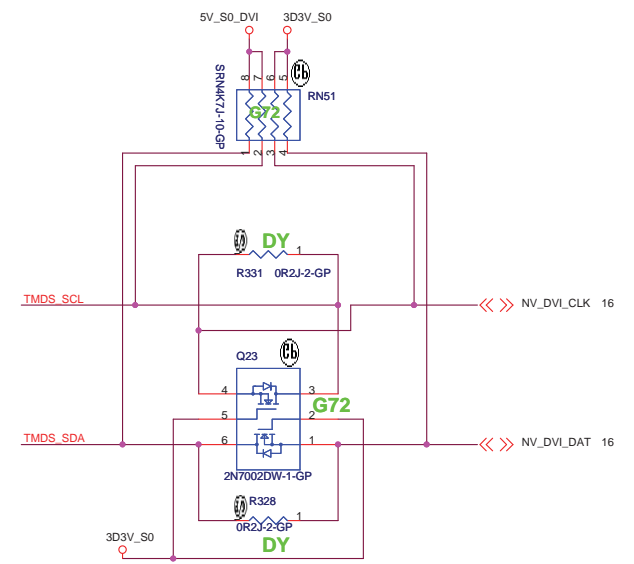 5V_S0_DVI 3D3V_S0
8 7 6 5
SRN4K7J-10-GP
RN51
G72
1 2 3 4
DY
1
R331 0R2J-2-GP
TMDS_SCL
NV_DVI_CLK 16
Q23
4 3
G72
5 2
TMDS_SDA
6 1
NV_DVI_DAT 16
2N7002DW-1-GP
R328
1
0R2J-2-GP
3D3V_S0
DY